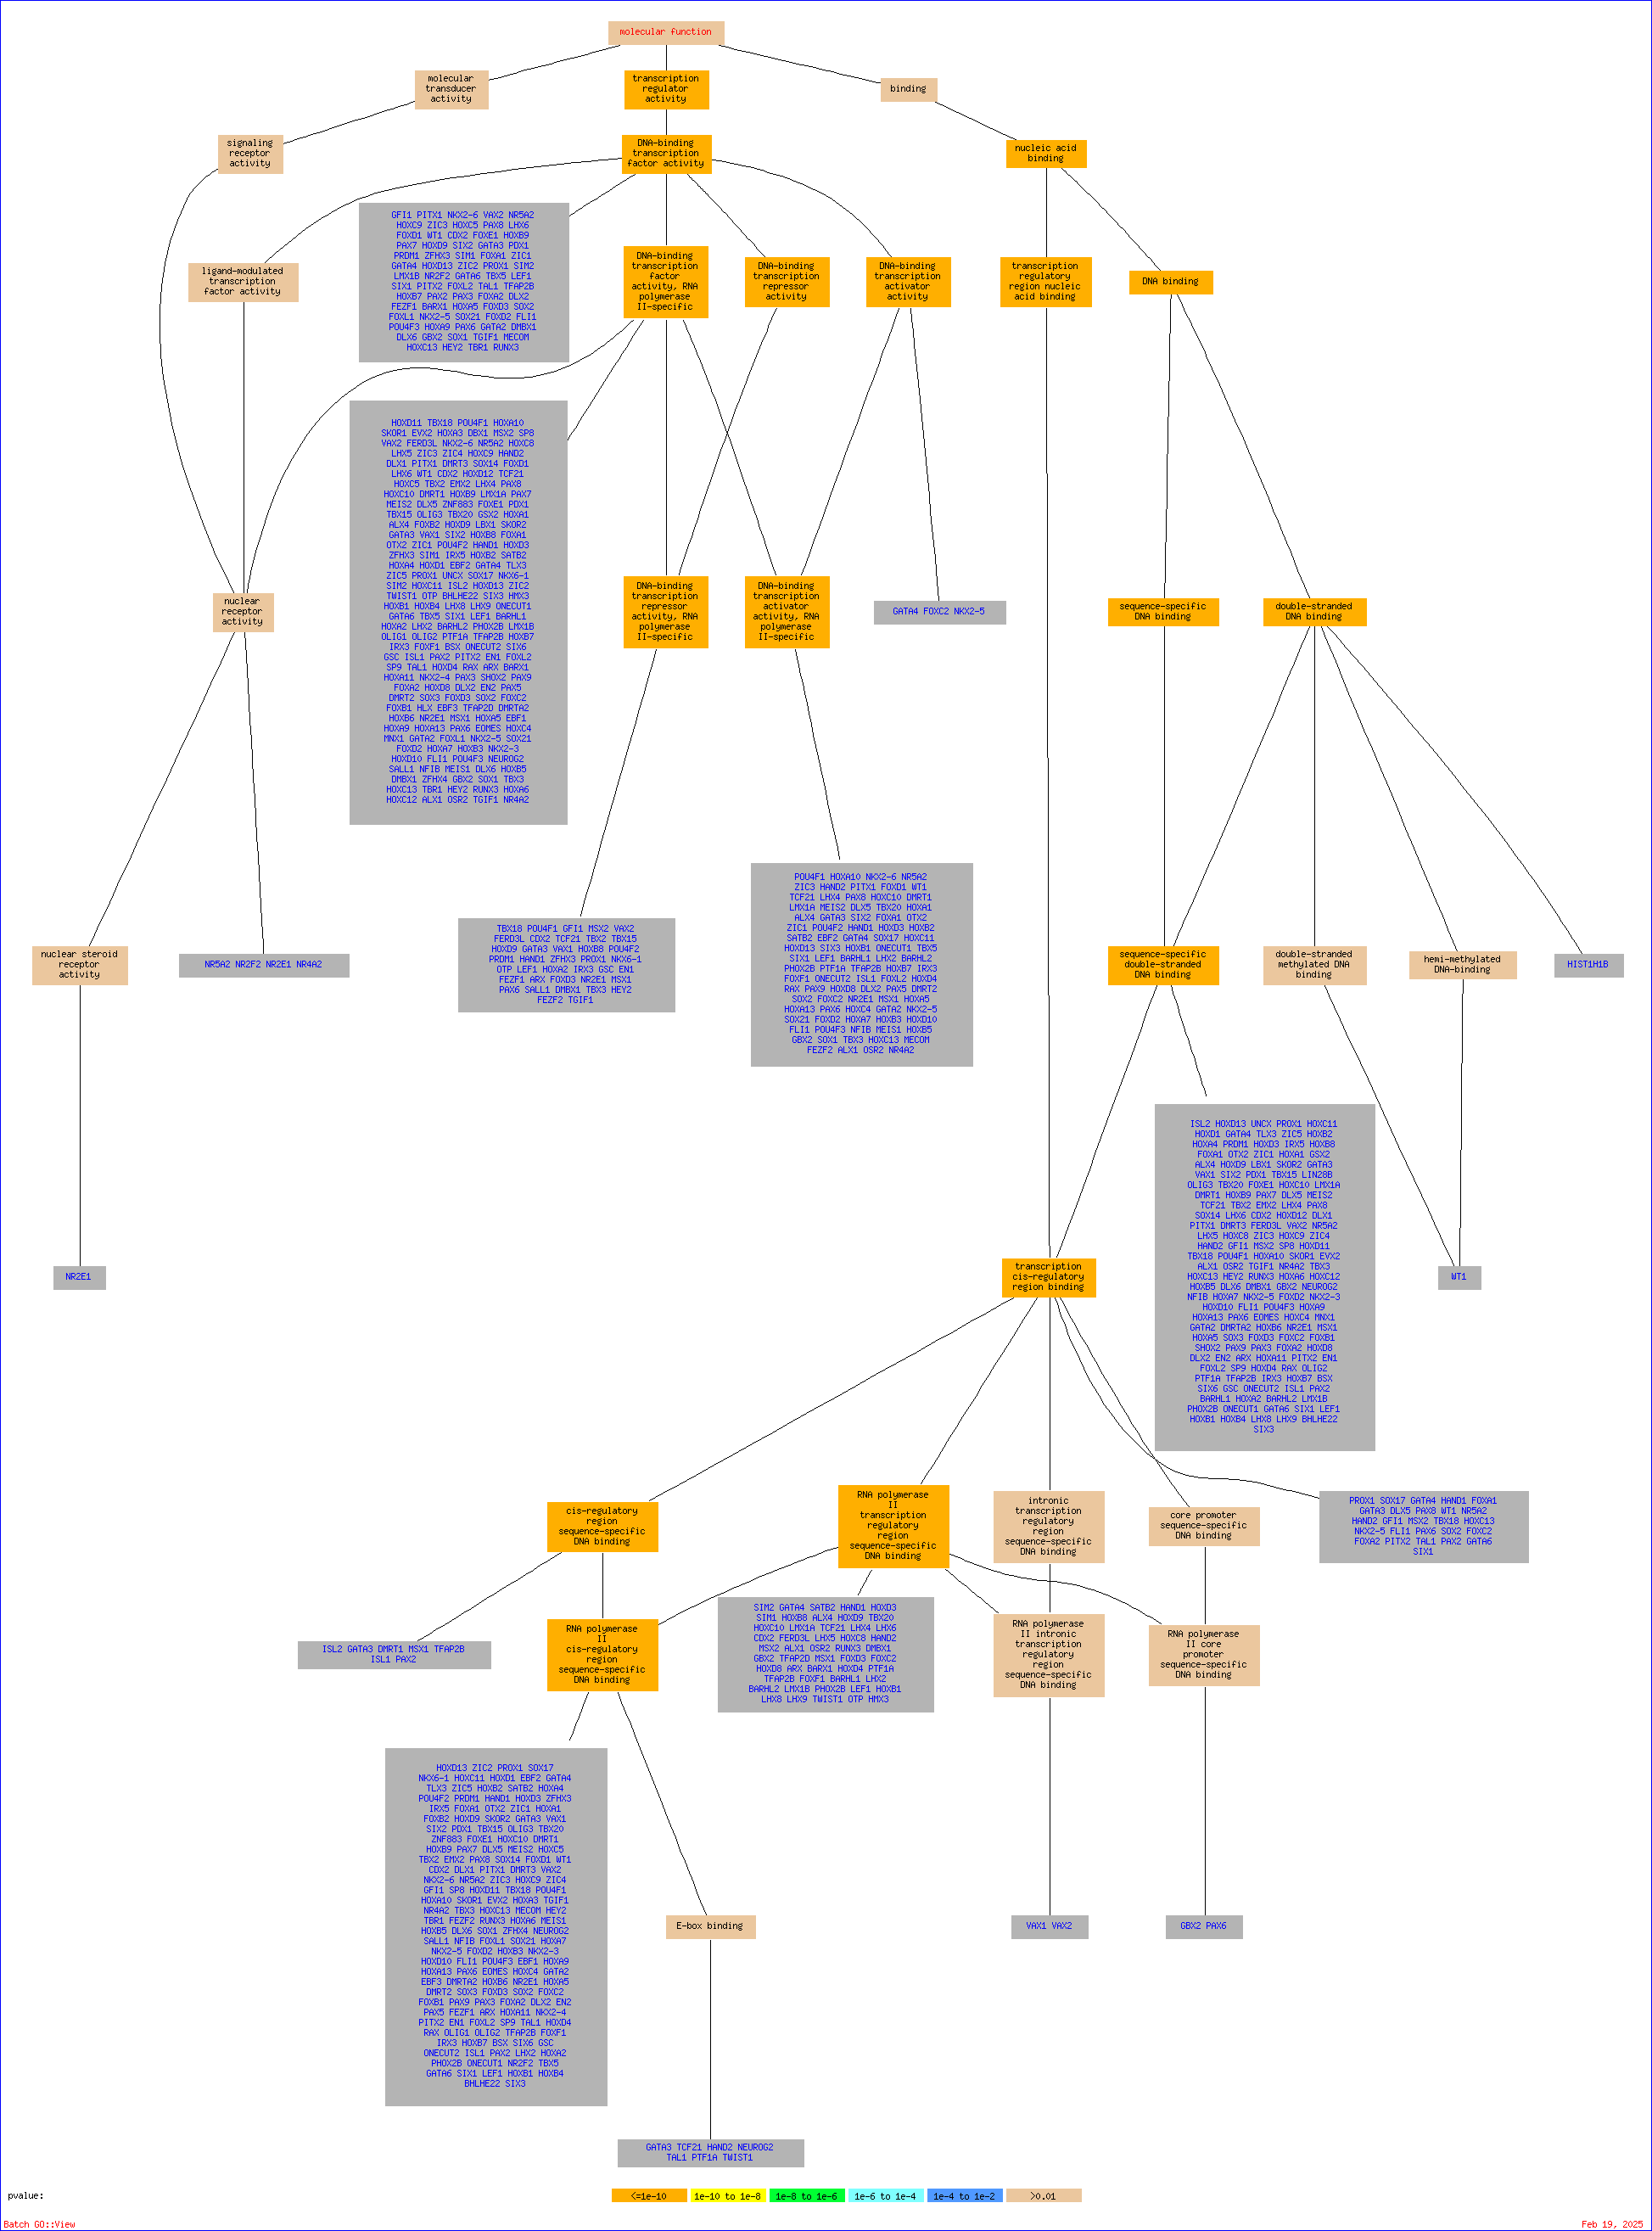 molecular function
molecular
transducer
activity
transcription
regulator
activity
binding
signaling
receptor
activity
DNA-binding
transcription
factor activity
nucleic acid
binding
GFI1 PITX1 NKX2-6 VAX2 NR5A2
HOXC9 ZIC3 HOXC5 PAX8 LHX6
FOXD1 WT1 CDX2 FOXE1 HOXB9
PAX7 HOXD9 SIX2 GATA3 PDX1
PRDM1 ZFHX3 SIM1 FOXA1 ZIC1
GATA4 HOXD13 ZIC2 PROX1 SIM2
LMX1B NR2F2 GATA6 TBX5 LEF1
SIX1 PITX2 FOXL2 TAL1 TFAP2B
HOXB7 PAX2 PAX3 FOXA2 DLX2
FEZF1 BARX1 HOXA5 FOXD3 SOX2
FOXL1 NKX2-5 SOX21 FOXD2 FLI1
POU4F3 HOXA9 PAX6 GATA2 DMBX1
DLX6 GBX2 SOX1 TGIF1 MECOM
HOXC13 HEY2 TBR1 RUNX3
ligand-modulated
transcription
factor activity
DNA-binding
transcription
factor
activity, RNA
polymerase
II-specific
DNA-binding
transcription
repressor
activity
DNA-binding
transcription
activator
activity
transcription
regulatory
region nucleic
acid binding
DNA binding
HOXD11 TBX18 POU4F1 HOXA10
SKOR1 EVX2 HOXA3 DBX1 MSX2 SP8
VAX2 FERD3L NKX2-6 NR5A2 HOXC8
LHX5 ZIC3 ZIC4 HOXC9 HAND2
DLX1 PITX1 DMRT3 SOX14 FOXD1
LHX6 WT1 CDX2 HOXD12 TCF21
HOXC5 TBX2 EMX2 LHX4 PAX8
HOXC10 DMRT1 HOXB9 LMX1A PAX7
MEIS2 DLX5 ZNF883 FOXE1 PDX1
TBX15 OLIG3 TBX20 GSX2 HOXA1
ALX4 FOXB2 HOXD9 LBX1 SKOR2
GATA3 VAX1 SIX2 HOXB8 FOXA1
OTX2 ZIC1 POU4F2 HAND1 HOXD3
ZFHX3 SIM1 IRX5 HOXB2 SATB2
HOXA4 HOXD1 EBF2 GATA4 TLX3
ZIC5 PROX1 UNCX SOX17 NKX6-1
SIM2 HOXC11 ISL2 HOXD13 ZIC2
TWIST1 OTP BHLHE22 SIX3 HMX3
HOXB1 HOXB4 LHX8 LHX9 ONECUT1
GATA6 TBX5 SIX1 LEF1 BARHL1
HOXA2 LHX2 BARHL2 PHOX2B LMX1B
OLIG1 OLIG2 PTF1A TFAP2B HOXB7
IRX3 FOXF1 BSX ONECUT2 SIX6
GSC ISL1 PAX2 PITX2 EN1 FOXL2
SP9 TAL1 HOXD4 RAX ARX BARX1
HOXA11 NKX2-4 PAX3 SHOX2 PAX9
FOXA2 HOXD8 DLX2 EN2 PAX5
DMRT2 SOX3 FOXD3 SOX2 FOXC2
FOXB1 HLX EBF3 TFAP2D DMRTA2
HOXB6 NR2E1 MSX1 HOXA5 EBF1
HOXA9 HOXA13 PAX6 EOMES HOXC4
MNX1 GATA2 FOXL1 NKX2-5 SOX21
FOXD2 HOXA7 HOXB3 NKX2-3
HOXD10 FLI1 POU4F3 NEUROG2
SALL1 NFIB MEIS1 DLX6 HOXB5
DMBX1 ZFHX4 GBX2 SOX1 TBX3
HOXC13 TBR1 HEY2 RUNX3 HOXA6
HOXC12 ALX1 OSR2 TGIF1 NR4A2
nuclear
receptor
activity
DNA-binding
transcription
repressor
activity, RNA
polymerase
II-specific
DNA-binding
transcription
activator
activity, RNA
polymerase
II-specific
GATA4 FOXC2 NKX2-5
sequence-specific
DNA binding
double-stranded
DNA binding
POU4F1 HOXA10 NKX2-6 NR5A2
ZIC3 HAND2 PITX1 FOXD1 WT1
TCF21 LHX4 PAX8 HOXC10 DMRT1
LMX1A MEIS2 DLX5 TBX20 HOXA1
ALX4 GATA3 SIX2 FOXA1 OTX2
ZIC1 POU4F2 HAND1 HOXD3 HOXB2
SATB2 EBF2 GATA4 SOX17 HOXC11
HOXD13 SIX3 HOXB1 ONECUT1 TBX5
SIX1 LEF1 BARHL1 LHX2 BARHL2
PHOX2B PTF1A TFAP2B HOXB7 IRX3
FOXF1 ONECUT2 ISL1 FOXL2 HOXD4
RAX PAX9 HOXD8 DLX2 PAX5 DMRT2
SOX2 FOXC2 NR2E1 MSX1 HOXA5
HOXA13 PAX6 HOXC4 GATA2 NKX2-5
SOX21 FOXD2 HOXA7 HOXB3 HOXD10
FLI1 POU4F3 NFIB MEIS1 HOXB5
GBX2 SOX1 TBX3 HOXC13 MECOM
FEZF2 ALX1 OSR2 NR4A2
TBX18 POU4F1 GFI1 MSX2 VAX2
FERD3L CDX2 TCF21 TBX2 TBX15
HOXD9 GATA3 VAX1 HOXB8 POU4F2
PRDM1 HAND1 ZFHX3 PROX1 NKX6-1
OTP LEF1 HOXA2 IRX3 GSC EN1
FEZF1 ARX FOXD3 NR2E1 MSX1
PAX6 SALL1 DMBX1 TBX3 HEY2
FEZF2 TGIF1
nuclear steroid
receptor
activity
NR5A2 NR2F2 NR2E1 NR4A2
sequence-specific
double-stranded
DNA binding
double-stranded
methylated DNA
binding
hemi-methylated
DNA-binding
HIST1H1B
ISL2 HOXD13 UNCX PROX1 HOXC11
HOXD1 GATA4 TLX3 ZIC5 HOXB2
HOXA4 PRDM1 HOXD3 IRX5 HOXB8
FOXA1 OTX2 ZIC1 HOXA1 GSX2
ALX4 HOXD9 LBX1 SKOR2 GATA3
VAX1 SIX2 PDX1 TBX15 LIN28B
OLIG3 TBX20 FOXE1 HOXC10 LMX1A
DMRT1 HOXB9 PAX7 DLX5 MEIS2
TCF21 TBX2 EMX2 LHX4 PAX8
SOX14 LHX6 CDX2 HOXD12 DLX1
PITX1 DMRT3 FERD3L VAX2 NR5A2
LHX5 HOXC8 ZIC3 HOXC9 ZIC4
HAND2 GFI1 MSX2 SP8 HOXD11
TBX18 POU4F1 HOXA10 SKOR1 EVX2
ALX1 OSR2 TGIF1 NR4A2 TBX3
HOXC13 HEY2 RUNX3 HOXA6 HOXC12
HOXB5 DLX6 DMBX1 GBX2 NEUROG2
NFIB HOXA7 NKX2-5 FOXD2 NKX2-3
HOXD10 FLI1 POU4F3 HOXA9
HOXA13 PAX6 EOMES HOXC4 MNX1
GATA2 DMRTA2 HOXB6 NR2E1 MSX1
HOXA5 SOX3 FOXD3 FOXC2 FOXB1
SHOX2 PAX9 PAX3 FOXA2 HOXD8
DLX2 EN2 ARX HOXA11 PITX2 EN1
FOXL2 SP9 HOXD4 RAX OLIG2
PTF1A TFAP2B IRX3 HOXB7 BSX
SIX6 GSC ONECUT2 ISL1 PAX2
BARHL1 HOXA2 BARHL2 LMX1B
PHOX2B ONECUT1 GATA6 SIX1 LEF1
HOXB1 HOXB4 LHX8 LHX9 BHLHE22
SIX3
NR2E1
transcription
cis-regulatory
region binding
WT1
cis-regulatory
region
sequence-specific
DNA binding
RNA polymerase
II
transcription
regulatory
region
sequence-specific
DNA binding
intronic
transcription
regulatory
region
sequence-specific
DNA binding
core promoter
sequence-specific
DNA binding
PROX1 SOX17 GATA4 HAND1 FOXA1
GATA3 DLX5 PAX8 WT1 NR5A2
HAND2 GFI1 MSX2 TBX18 HOXC13
NKX2-5 FLI1 PAX6 SOX2 FOXC2
FOXA2 PITX2 TAL1 PAX2 GATA6
SIX1
ISL2 GATA3 DMRT1 MSX1 TFAP2B
ISL1 PAX2
RNA polymerase
II
cis-regulatory
region
sequence-specific
DNA binding
SIM2 GATA4 SATB2 HAND1 HOXD3
SIM1 HOXB8 ALX4 HOXD9 TBX20
HOXC10 LMX1A TCF21 LHX4 LHX6
CDX2 FERD3L LHX5 HOXC8 HAND2
MSX2 ALX1 OSR2 RUNX3 DMBX1
GBX2 TFAP2D MSX1 FOXD3 FOXC2
HOXD8 ARX BARX1 HOXD4 PTF1A
TFAP2B FOXF1 BARHL1 LHX2
BARHL2 LMX1B PHOX2B LEF1 HOXB1
LHX8 LHX9 TWIST1 OTP HMX3
RNA polymerase
II intronic
transcription
regulatory
region
sequence-specific
DNA binding
RNA polymerase
II core
promoter
sequence-specific
DNA binding
HOXD13 ZIC2 PROX1 SOX17
NKX6-1 HOXC11 HOXD1 EBF2 GATA4
TLX3 ZIC5 HOXB2 SATB2 HOXA4
POU4F2 PRDM1 HAND1 HOXD3 ZFHX3
IRX5 FOXA1 OTX2 ZIC1 HOXA1
FOXB2 HOXD9 SKOR2 GATA3 VAX1
SIX2 PDX1 TBX15 OLIG3 TBX20
ZNF883 FOXE1 HOXC10 DMRT1
HOXB9 PAX7 DLX5 MEIS2 HOXC5
TBX2 EMX2 PAX8 SOX14 FOXD1 WT1
CDX2 DLX1 PITX1 DMRT3 VAX2
NKX2-6 NR5A2 ZIC3 HOXC9 ZIC4
GFI1 SP8 HOXD11 TBX18 POU4F1
HOXA10 SKOR1 EVX2 HOXA3 TGIF1
NR4A2 TBX3 HOXC13 MECOM HEY2
TBR1 FEZF2 RUNX3 HOXA6 MEIS1
HOXB5 DLX6 SOX1 ZFHX4 NEUROG2
SALL1 NFIB FOXL1 SOX21 HOXA7
NKX2-5 FOXD2 HOXB3 NKX2-3
HOXD10 FLI1 POU4F3 EBF1 HOXA9
HOXA13 PAX6 EOMES HOXC4 GATA2
EBF3 DMRTA2 HOXB6 NR2E1 HOXA5
DMRT2 SOX3 FOXD3 SOX2 FOXC2
FOXB1 PAX9 PAX3 FOXA2 DLX2 EN2
PAX5 FEZF1 ARX HOXA11 NKX2-4
PITX2 EN1 FOXL2 SP9 TAL1 HOXD4
RAX OLIG1 OLIG2 TFAP2B FOXF1
IRX3 HOXB7 BSX SIX6 GSC
ONECUT2 ISL1 PAX2 LHX2 HOXA2
PHOX2B ONECUT1 NR2F2 TBX5
GATA6 SIX1 LEF1 HOXB1 HOXB4
BHLHE22 SIX3
E-box binding
VAX1 VAX2
GBX2 PAX6
GATA3 TCF21 HAND2 NEUROG2
TAL1 PTF1A TWIST1
pvalue:
<=1e-10
1e-10 to 1e-8
1e-8 to 1e-6
1e-6 to 1e-4
1e-4 to 1e-2
>0.01
Batch GO::View
Feb 19, 2025